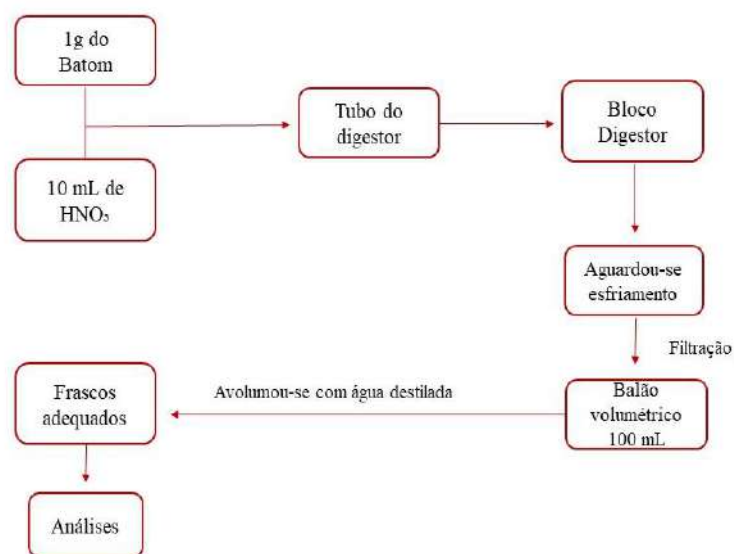 1g do
Batom
10 mL de
HNO₃
Tubo do
digestor
Bloco
Digestor
Aguardou-se
esfriamento
Filtração
Balão
volumétrico
100 mL
Avolumou-se com água destilada
Frascos
adequados
Análises